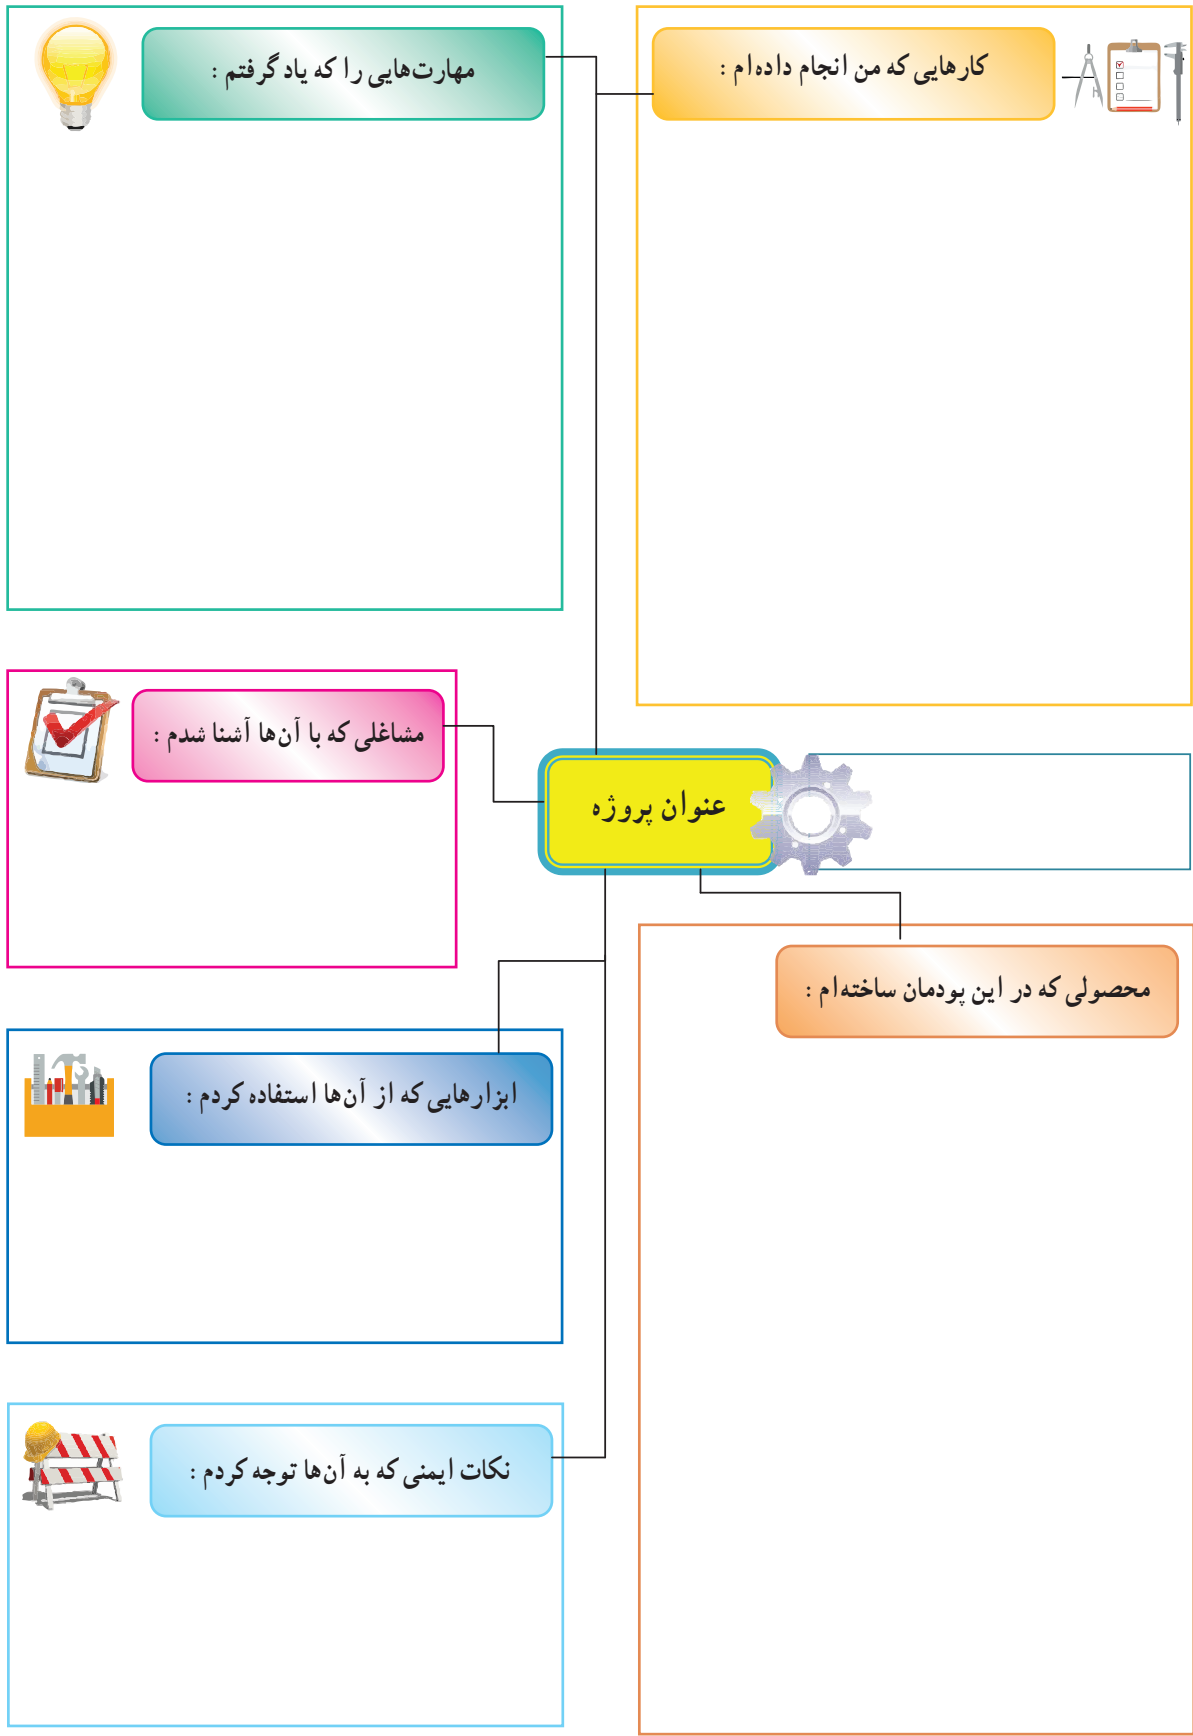 کارهایی که من انجام داده‌ام :
مهارت‌هایی را که یاد گرفتم :
مشاغلی که با آن‌ها آشنا شدم :
عنوان پروژه
محصولی که در این پودمان ساخته‌ام :
ابزارهایی که از آن‌ها استفاده کردم :
نکات ایمنی که به آن‌ها توجه کردم :